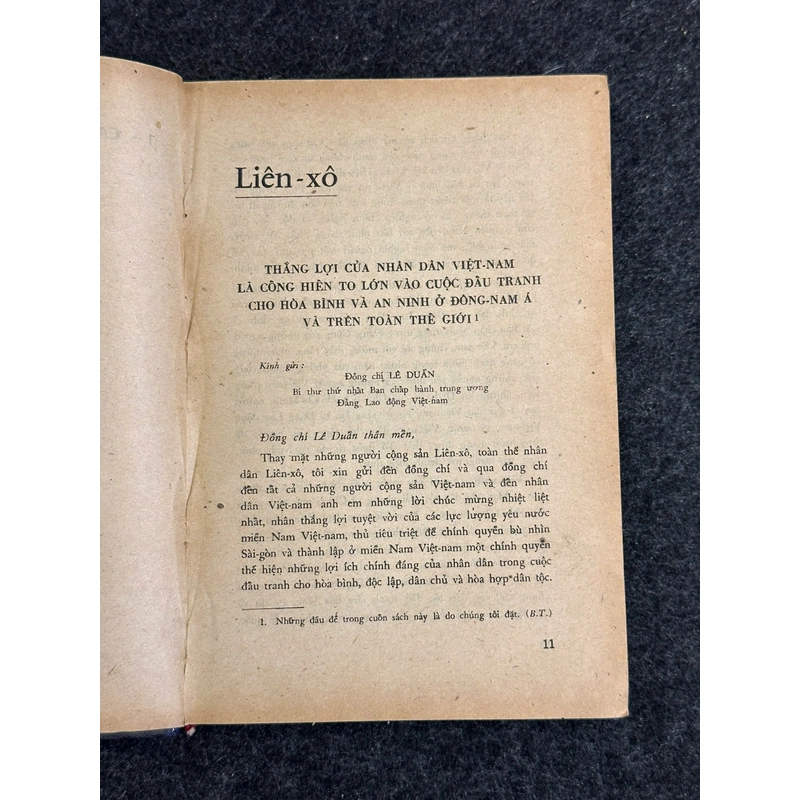 Liên-xô
THẮNG LỢI CỦA NHÂN DÂN VIỆT-NAM
LÀ CỐNG HIẾN TO LỚN VÀO CUỘC ĐẤU TRANH
CHO HÒA BÌNH VÀ AN NINH Ở ĐÔNG-NAM Á
VÀ TRÊN TOÀN THẾ GIỚI 1
Kính gửi :
Đồng chí LÊ DUẨN
Bí thư thứ nhất Ban chấp hành trung ương
Đảng Lao động Việt-nam
Đồng chí Lê Duẩn thân mến,
Thay mặt những người cộng sản Liên-xô, toàn thể nhân
dân Liên-xô, tôi xin gửi đến đồng chí và qua đồng chí
đến tất cả những người cộng sản Việt-nam và đến nhân
dân Việt-nam anh em những lời chúc mừng nhiệt liệt
nhất, nhân thắng lợi tuyệt vời của các lực lượng yêu nước
miền Nam Việt-nam, thủ tiêu triệt để chính quyền bù nhìn
Sài-gòn và thành lập ở miền Nam Việt-nam một chính quyền
thể hiện những lợi ích chính đáng của nhân dân trong cuộc
đấu tranh cho hòa bình, độc lập, dân chủ và hòa hợp dân tộc.
1. Những đầu đề trong cuốn sách này là do chúng tôi đặt. (B.T.)
11